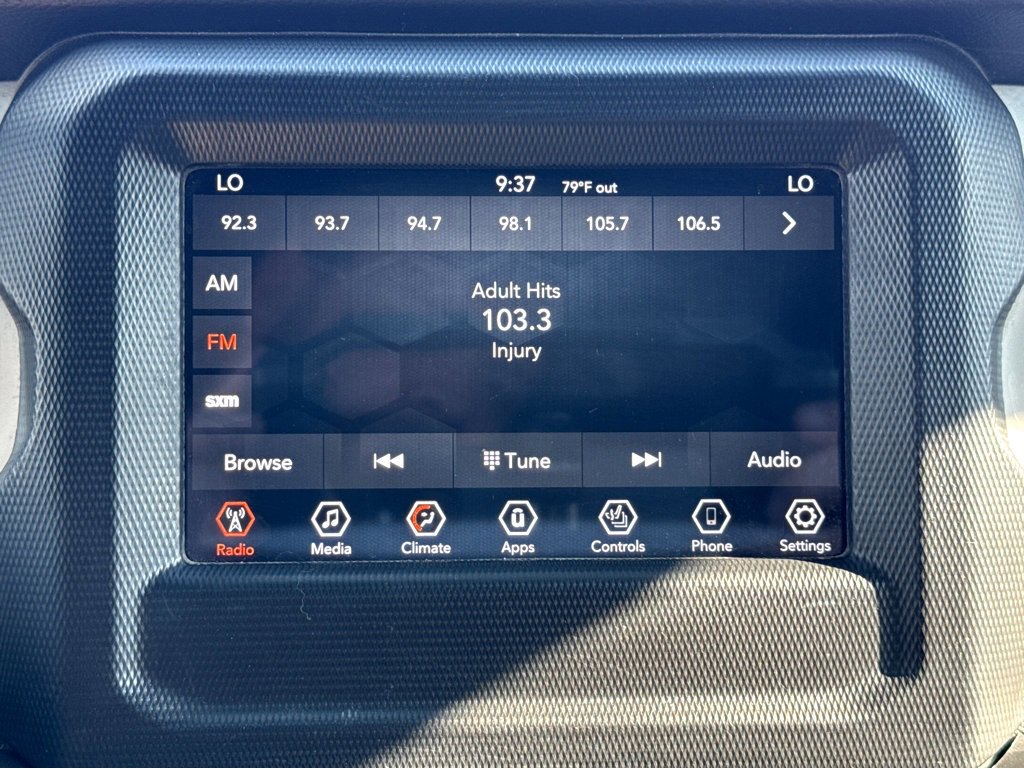 LO 9:37 79°F out LO
92.3 93.7 94.7 98.1 105.7 106.5
AM
FM
sxm
Adult Hits
103.3
Injury
Browse Tune Audio
Radio Media Climate Apps Controls Phone Settings